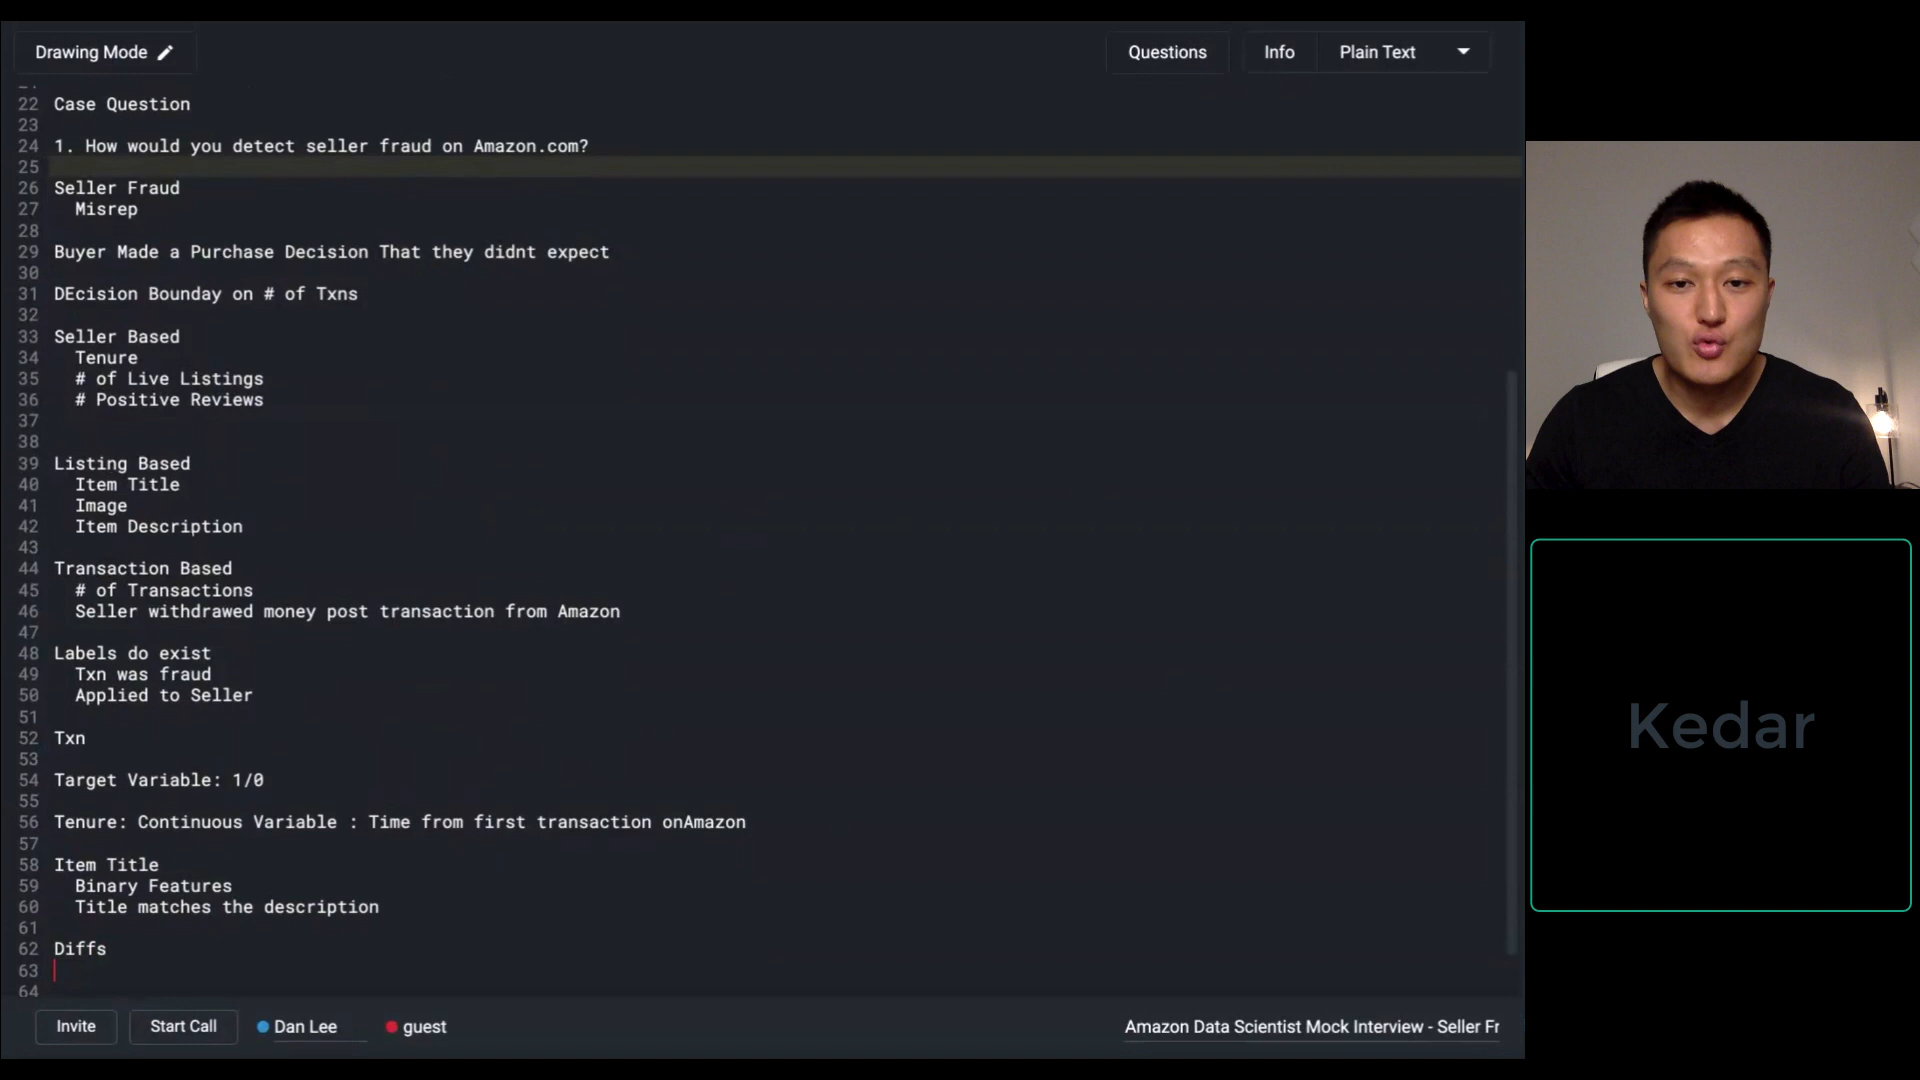 Drawing Mode
Questions
Info
Plain Text
22 Case Question
23
24 1. How would you detect seller fraud on Amazon.com?
25
26 Seller Fraud
27 Misrep
28
29 Buyer Made a Purchase Decision That they didnt expect
30
31 DEcision Bounday on # of Txns
32
33 Seller Based
34 Tenure
35 # of Live Listings
36 # Positive Reviews
37
38
39 Listing Based
40 Item Title
41 Image
42 Item Description
43
44 Transaction Based
45 # of Transactions
46 Seller withdrawed money post transaction from Amazon
47
48 Labels do exist
49 Txn was fraud
50 Applied to Seller
51
52 Txn
53
54 Target Variable: 1/0
55
56 Tenure: Continuous Variable : Time from first transaction onAmazon
57
58 Item Title
59 Binary Features
60 Title matches the description
61
62 Diffs
63
64
Invite
Start Call
Dan Lee
guest
Amazon Data Scientist Mock Interview - Seller Fr
Kedar